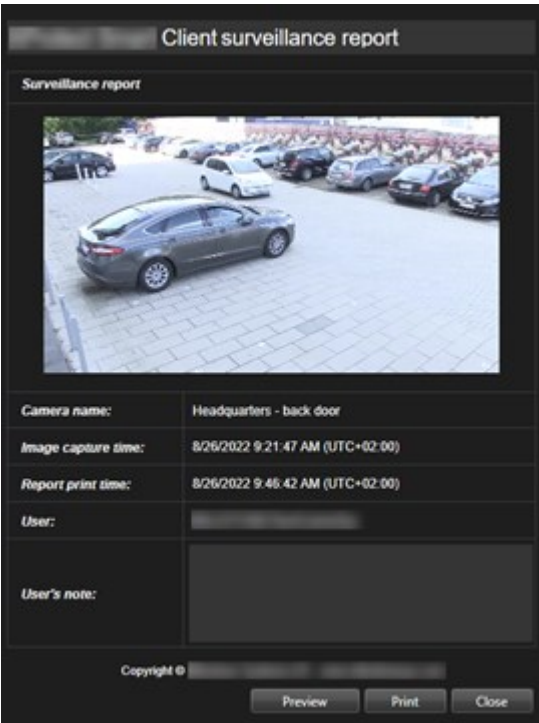 Client surveillance report
Surveillance report
Camera name: Headquarters - back door
Image capture time: 8/26/2022 9:21:47 AM (UTC+02:00)
Report print time: 8/26/2022 9:46:42 AM (UTC+02:00)
User:
User's note:
Copyright ©
Preview Print Close